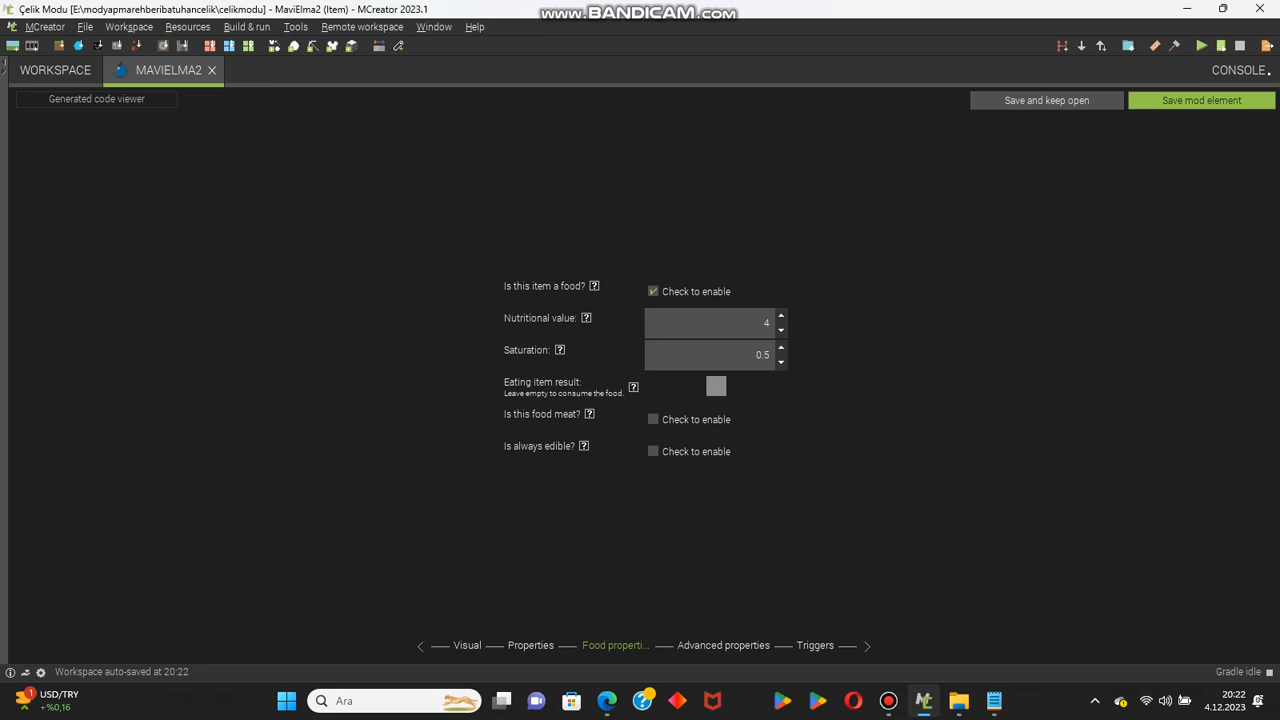 Çelik Modu [E:\modyapmarehberibatuhancelik\celikmodu] - MaviElma2 (Item) - MCreator 2023.1
www.BANDICAM.com
MCreator File Workspace Resources Build & run Tools Remote workspace Window Help
WORKSPACE MAVIELMA2 CONSOLE
Generated code viewer Save and keep open Save mod element
Is this item a food? ? Check to enable
Nutritional value: ? 4
Saturation: ? 0.5
Eating item result: ?
Leave empty to consume the food.
Is this food meat? ? Check to enable
Is always edible? ? Check to enable
Visual Properties Food properti... Advanced properties Triggers
Workspace auto-saved at 20:22 Gradle idle
1 USD/TRY
+%0,16
Ara
20:22
4.12.2023